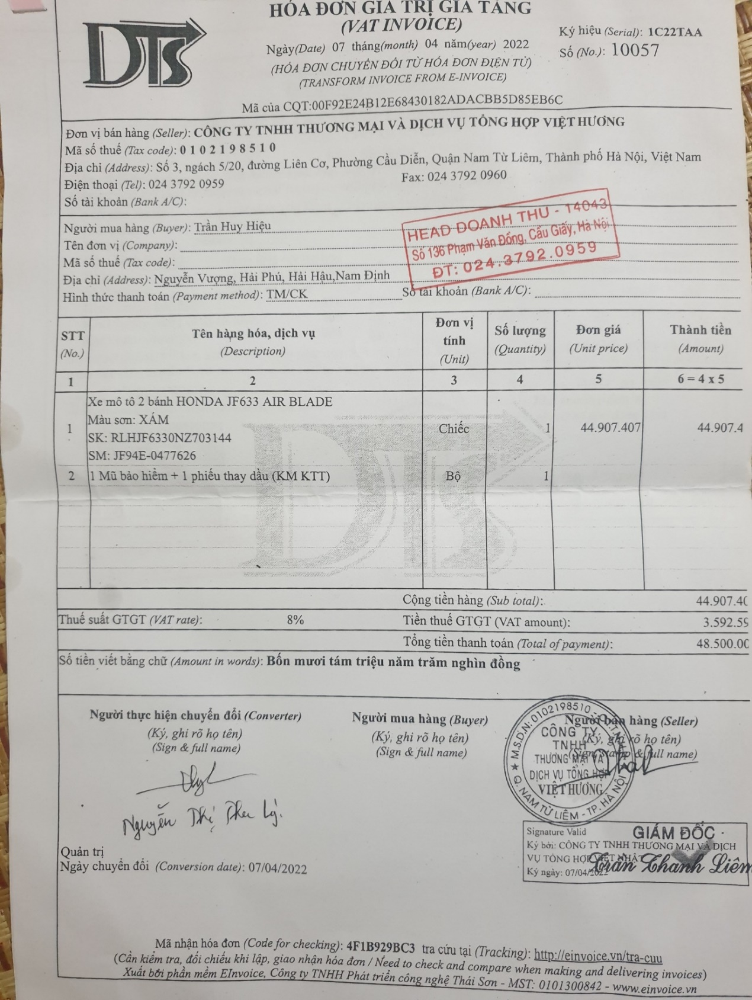 DTS
HÓA ĐƠN GIÁ TRỊ GIA TĂNG
(VAT INVOICE)
Ngày(Date) 07 tháng(month) 04 năm(year) 2022
(HÓA ĐƠN CHUYỂN ĐỔI TỪ HÓA ĐƠN ĐIỆN TỬ)
(TRANSFORM INVOICE FROM E-INVOICE)
Ký hiệu (Serial): 1C22TAA
Số (No.): 10057
Mã của CQT:00F92E24B12E68430182ADACBB5D85EB6C
Đơn vị bán hàng (Seller): CÔNG TY TNHH THƯƠNG MẠI VÀ DỊCH VỤ TỔNG HỢP VIỆT HƯƠNG
Mã số thuế (Tax code): 0 1 0 2 1 9 8 5 1 0
Địa chỉ (Address): Số 3, ngách 5/20, đường Liên Cơ, Phường Cầu Diễn, Quận Nam Từ Liêm, Thành phố Hà Nội, Việt Nam
Điện thoại (Tel): 024 3792 0959 Fax: 024 3792 0960
Số tài khoản (Bank A/C):
HEAD DOANH THU - 14043
Số 136 Phạm Văn Đồng, Cầu Giấy, Hà Nội
ĐT: 024.3792.0959
Người mua hàng (Buyer): Trần Huy Hiệu
Tên đơn vị (Company):
Mã số thuế (Tax code):
Địa chỉ (Address): Nguyễn Vượng, Hải Phú, Hải Hậu,Nam Định
Hình thức thanh toán (Payment method): TM/CK Số tài khoản (Bank A/C):
STT (No.) Tên hàng hóa, dịch vụ (Description) Đơn vị tính (Unit) Số lượng (Quantity) Đơn giá (Unit price) Thành tiền (Amount)
1 2 3 4 5 6 = 4 x 5
Xe mô tô 2 bánh HONDA JF633 AIR BLADE
Màu sơn: XÁM
1 Chiếc 1 44.907.407 44.907.4
SK: RLHJF6330NZ703144
SM: JF94E-0477626
2 1 Mũ bảo hiểm + 1 phiếu thay dầu (KM KTT) Bộ 1
DTS
Cộng tiền hàng (Sub total): 44.907.40
Thuế suất GTGT (VAT rate): 8% Tiền thuế GTGT (VAT amount): 3.592.59
Tổng tiền thanh toán (Total of payment): 48.500.00
Số tiền viết bằng chữ (Amount in words): Bốn mươi tám triệu năm trăm nghìn đồng
Người thực hiện chuyển đổi (Converter)
(Ký, ghi rõ họ tên)
(Sign & full name)
Nguyễn Thị Thu Lý.
Người mua hàng (Buyer)
(Ký, ghi rõ họ tên)
(Sign & full name)
Người bán hàng (Seller)
(Ký, ghi rõ họ tên)
(Sign, stamp & full name)
M.S.D.N: 0102198510
CÔNG TY
TNHH
THƯƠNG MẠI VÀ
DỊCH VỤ TỔNG HỢP
VIỆT HƯƠNG
Q. NAM TỪ LIÊM - TP. HÀ NỘI
Signature Valid
GIÁM ĐỐC
Ký bởi: CÔNG TY TNHH THƯƠNG MẠI VÀ DỊCH
VỤ TỔNG HỢP VIỆT NHẬT
Ký ngày: 07/04/2022
Trần Thanh Liêm
Quản trị
Ngày chuyển đổi (Conversion date): 07/04/2022
Mã nhận hóa đơn (Code for checking): 4F1B929BC3 tra cứu tại (Tracking): http://einvoice.vn/tra-cuu
(Cần kiểm tra, đối chiếu khi lập, giao nhận hóa đơn / Need to check and compare when making and delivering invoices)
Xuất bởi phần mềm EInvoice, Công ty TNHH Phát triển công nghệ Thái Sơn - MST: 0101300842 - www.einvoice.vn